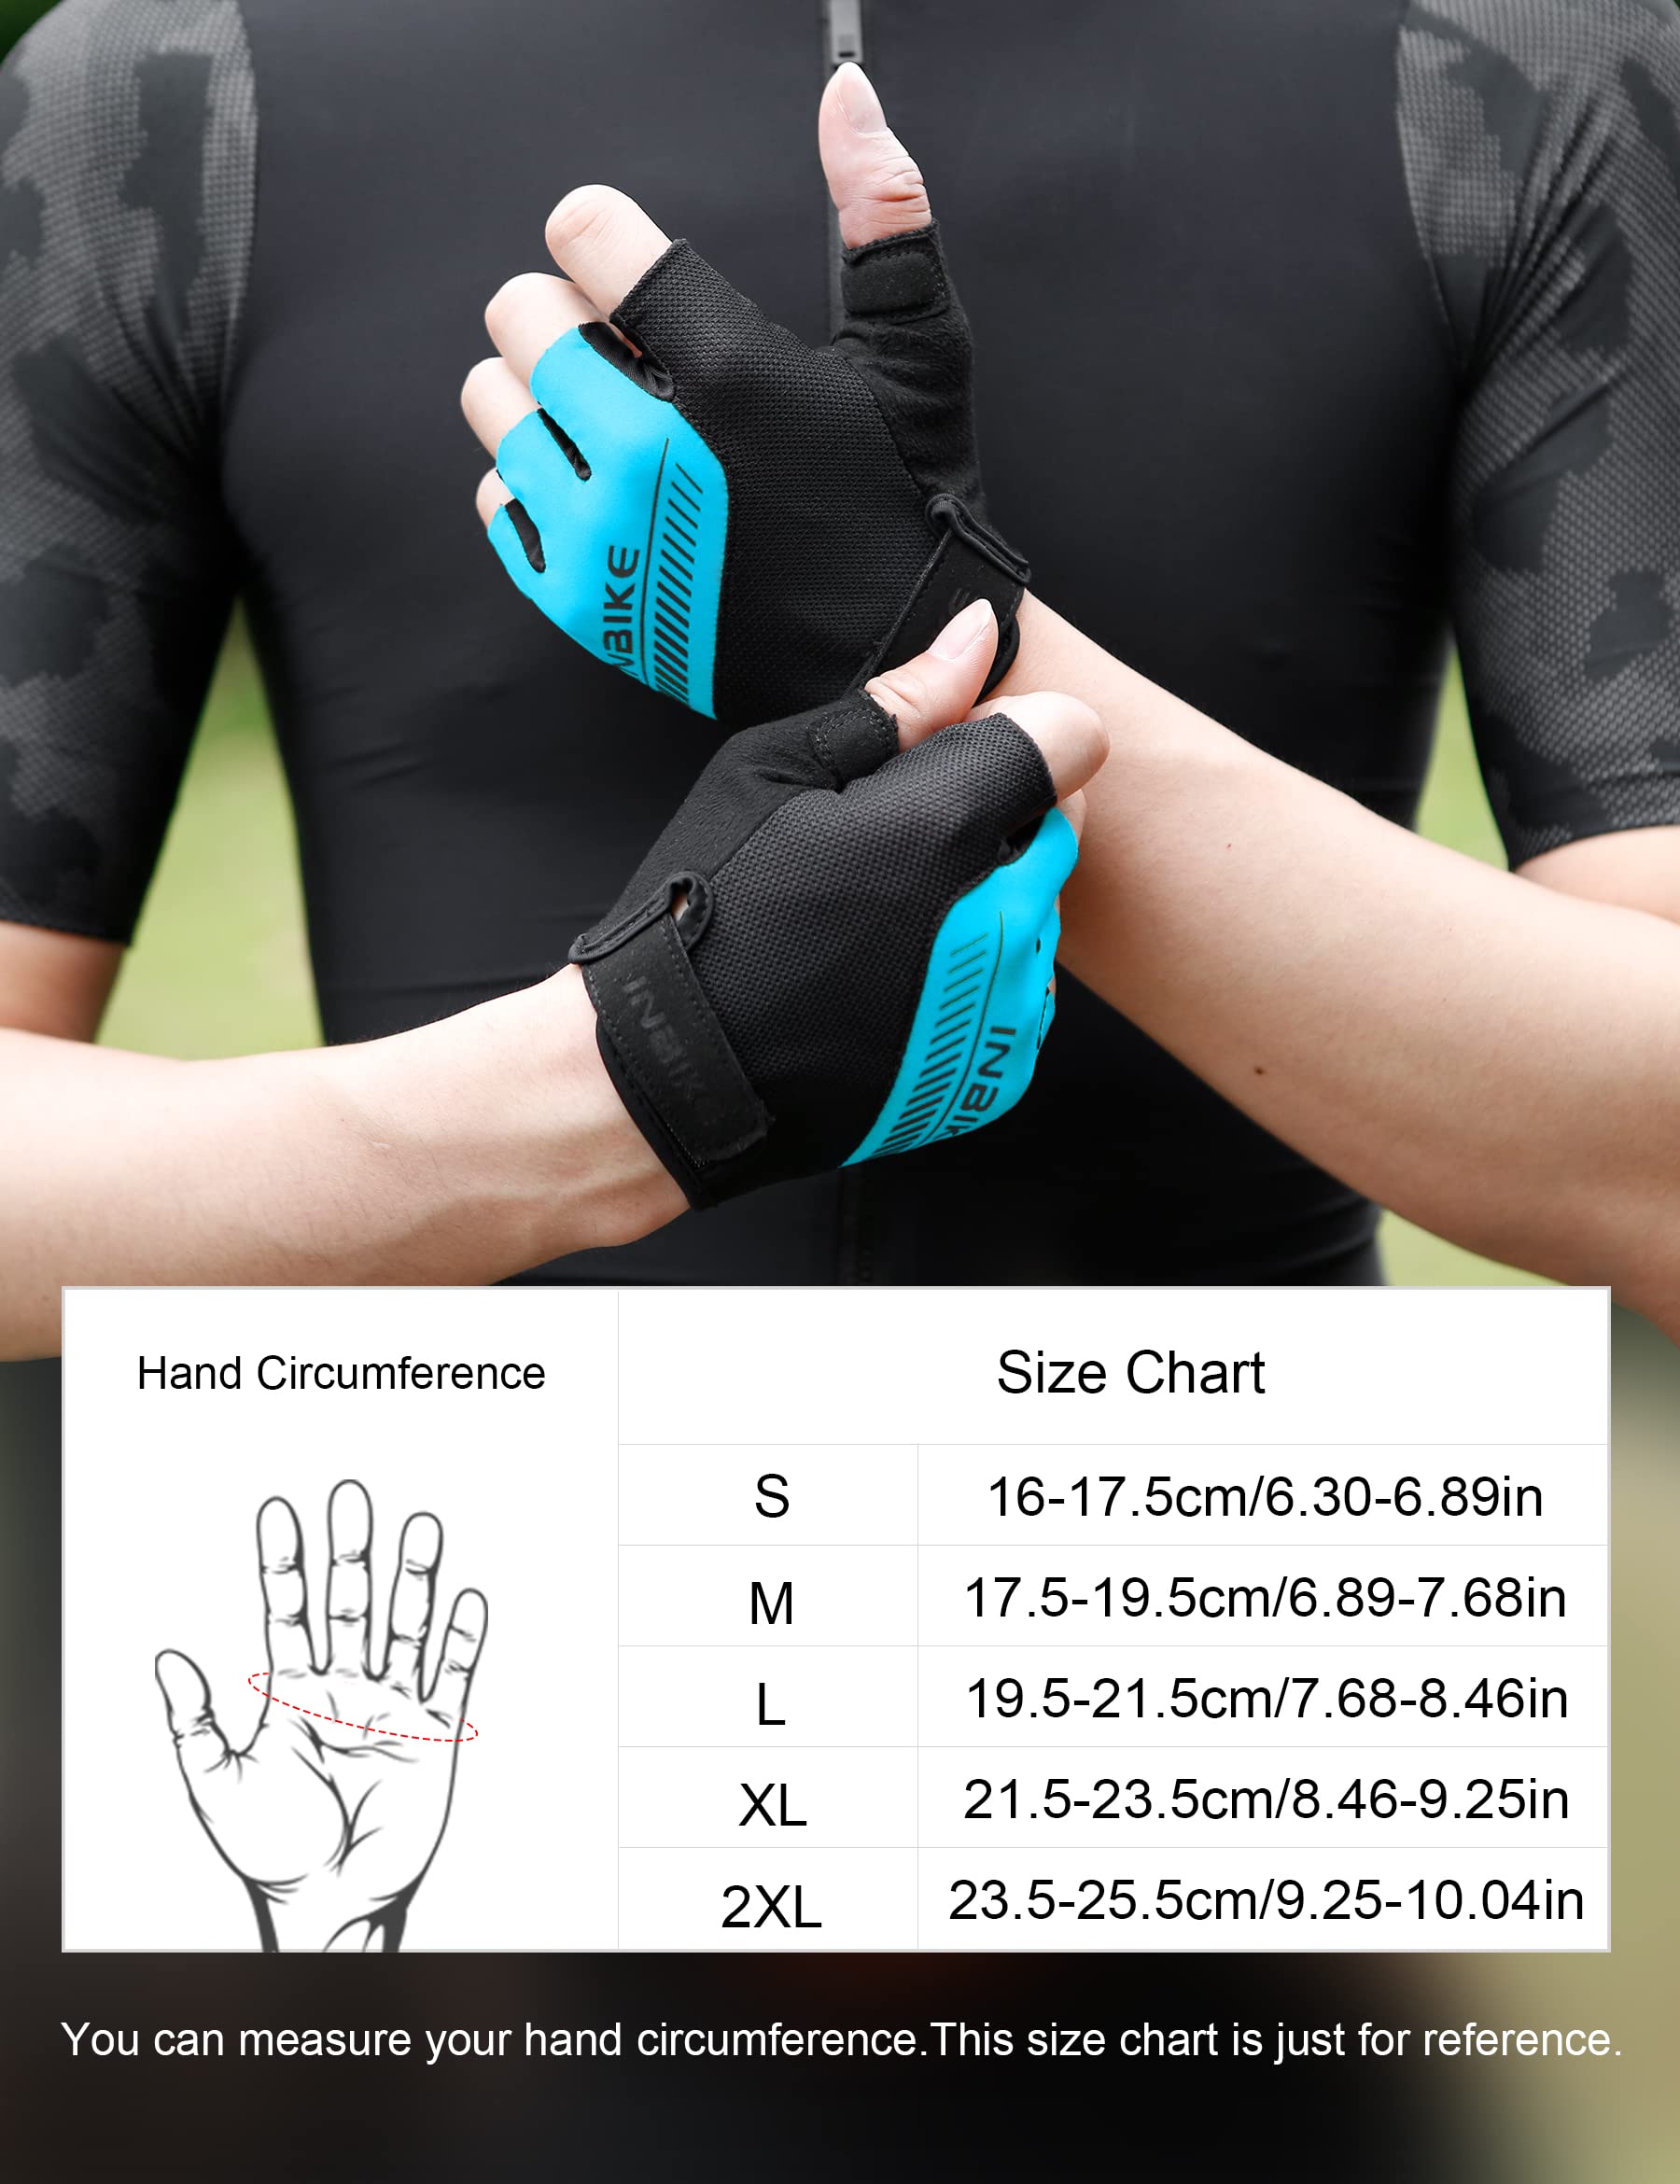 INBIKE
INBIKE
INBIKE
Hand Circumference
Size Chart
S 16-17.5cm/6.30-6.89in
M 17.5-19.5cm/6.89-7.68in
L 19.5-21.5cm/7.68-8.46in
XL 21.5-23.5cm/8.46-9.25in
2XL 23.5-25.5cm/9.25-10.04in
You can measure your hand circumference.This size chart is just for reference.